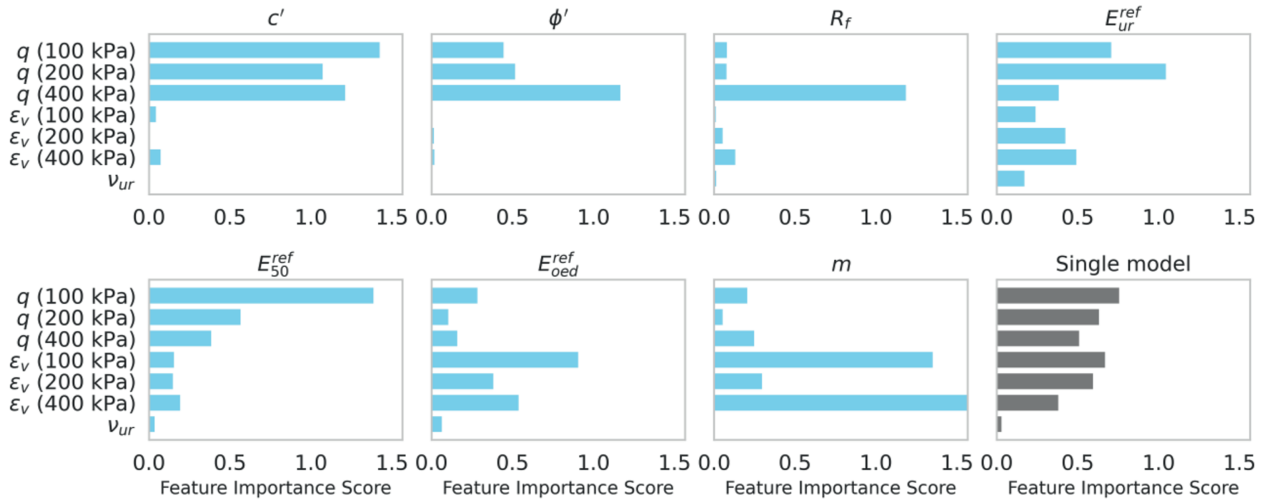 c′ ϕ′ R_f E_ur^ref
q (100 kPa)
q (200 kPa)
q (400 kPa)
ε_v (100 kPa)
ε_v (200 kPa)
ε_v (400 kPa)
ν_ur
0.0 0.5 1.0 1.5 0.0 0.5 1.0 1.5 0.0 0.5 1.0 1.5 0.0 0.5 1.0 1.5
E_50^ref E_oed^ref m Single model
q (100 kPa)
q (200 kPa)
q (400 kPa)
ε_v (100 kPa)
ε_v (200 kPa)
ε_v (400 kPa)
ν_ur
0.0 0.5 1.0 1.5 0.0 0.5 1.0 1.5 0.0 0.5 1.0 1.5 0.0 0.5 1.0 1.5
Feature Importance Score Feature Importance Score Feature Importance Score Feature Importance Score